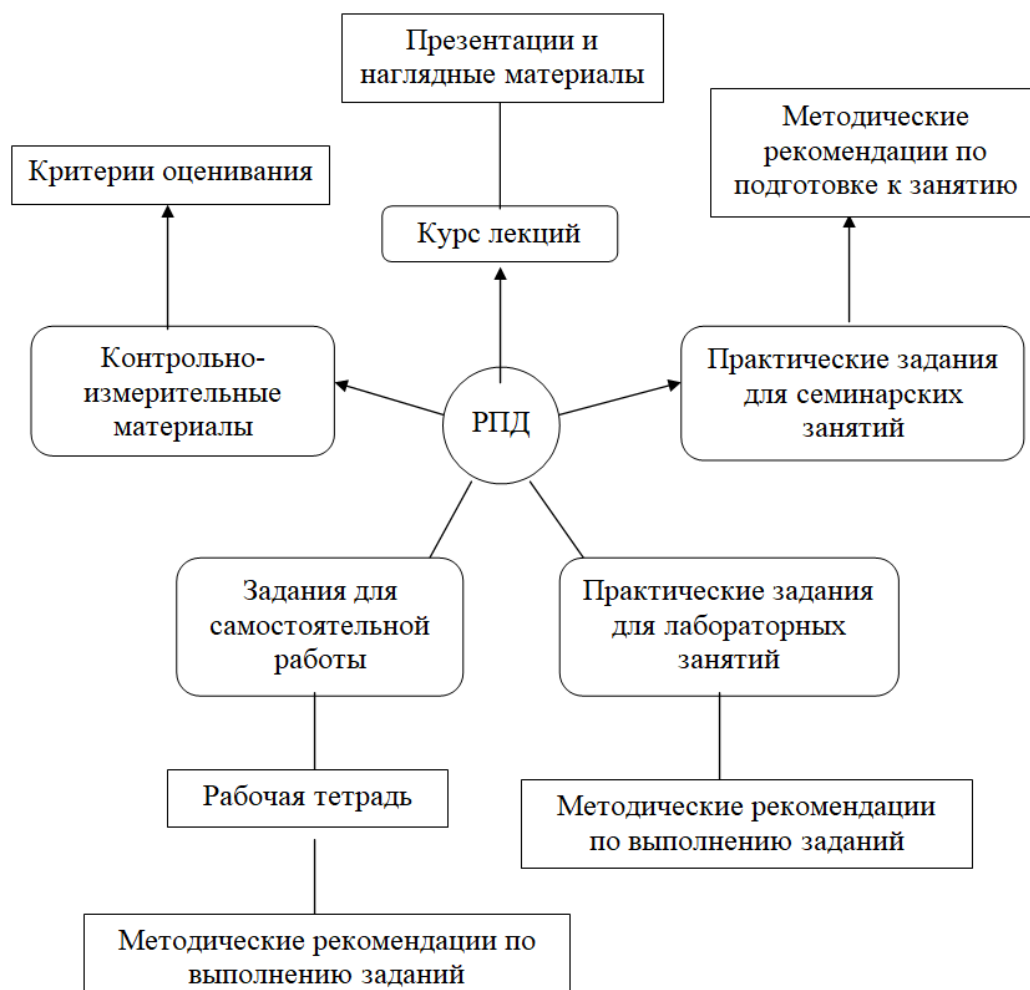 Презентации и
наглядные материалы
Методические
рекомендации по
подготовке к занятию
Критерии оценивания
Курс лекций
Контрольно-
измерительные
материалы
РПД
Практические задания
для семинарских
занятий
Задания для
самостоятельной
работы
Практические задания
для лабораторных
занятий
Рабочая тетрадь
Методические рекомендации
по выполнению заданий
Методические рекомендации по
выполнению заданий